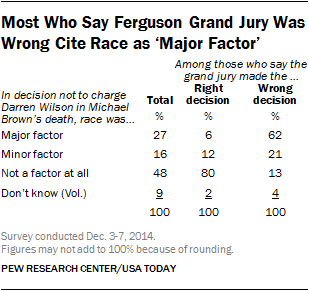 Most Who Say Ferguson Grand Jury Was
Wrong Cite Race as ‘Major Factor’
Among those who say the
grand jury made the ...
In decision not to charge
Darren Wilson in Michael
Brown’s death, race was...
Total
Right
decision
Wrong
decision
% % %
Major factor 27 6 62
Minor factor 16 12 21
Not a factor at all 48 80 13
Don’t know (Vol.) 9 2 4
100 100 100
Survey conducted Dec. 3-7, 2014.
Figures may not add to 100% because of rounding.
PEW RESEARCH CENTER/USA TODAY